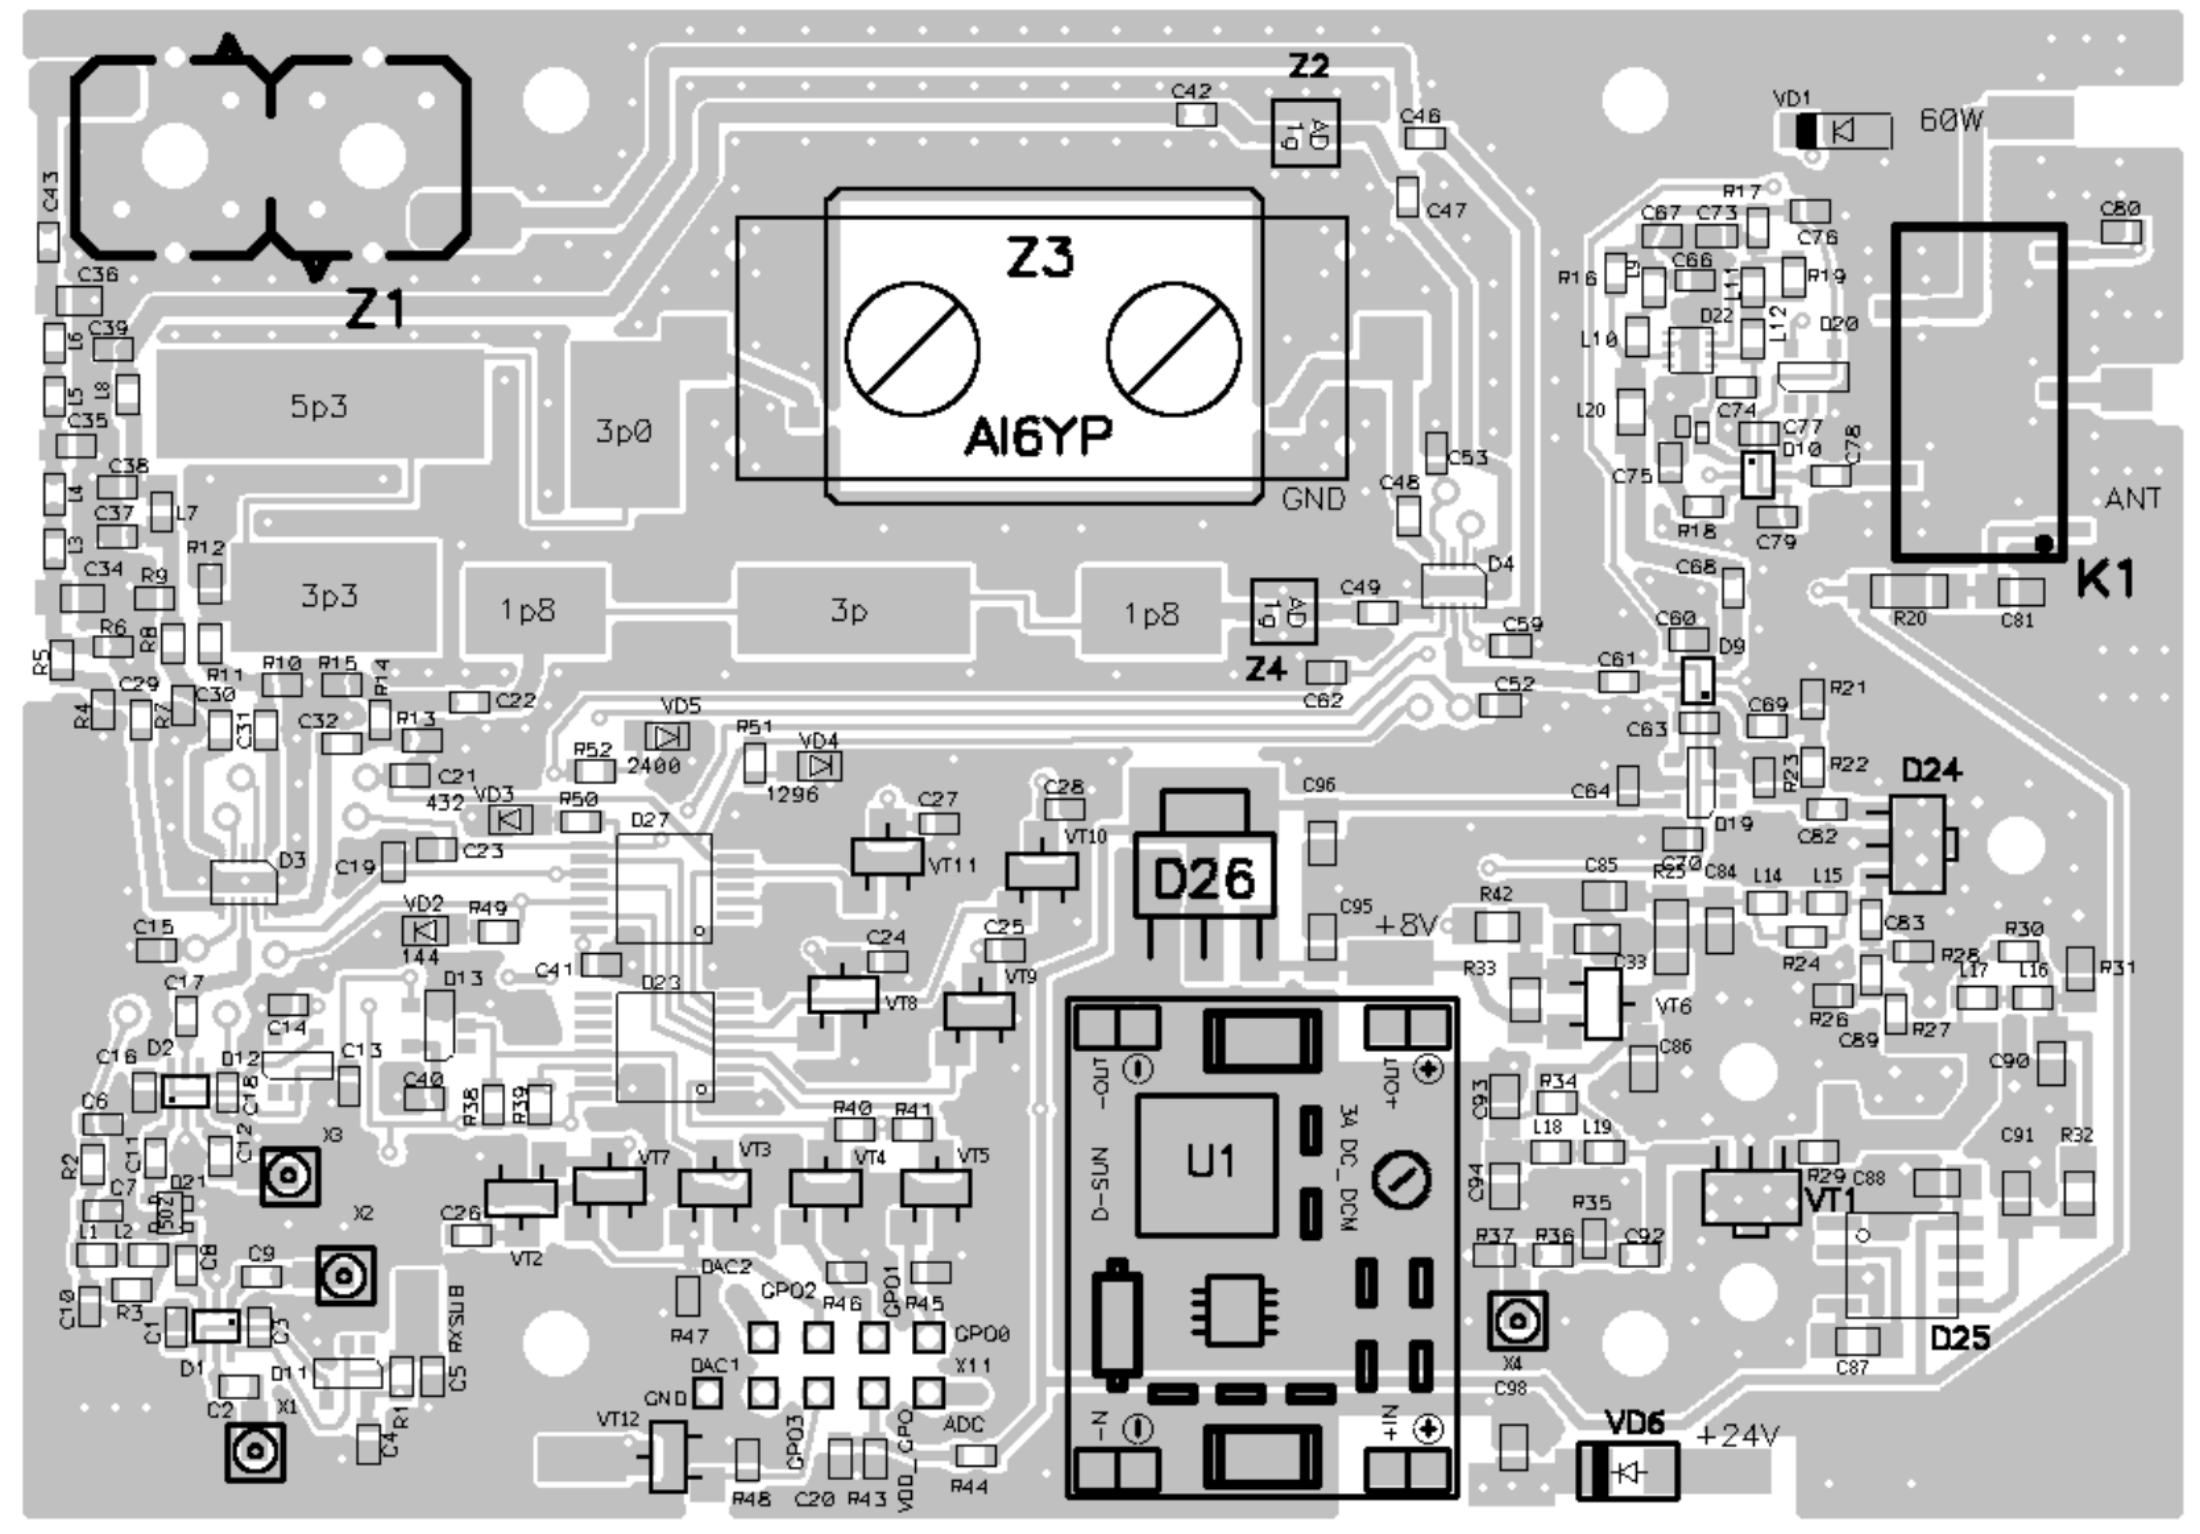 Z2
C42
AD
19
C46
VD1
60W
C43
C47
R17
C67
C73
C76
C80
Z3
C36
R16
L9
C66
L11
R19
Z1
L6
C39
L10
D22
L12
D20
L5
L8
5p3
3p0
AI6YP
L20
C74
C35
C77
D10
C78
C53
C75
C38
L4
C48
GND
ANT
C37
L7
R18
C79
L3
R12
D4
C68
K1
C34
R9
3p3
1p8
3p
1p8
AD
19
C49
R20
C81
R6
R8
R5
R11
C59
C60
D9
Z4
R10
R15
R14
C61
C29
C30
C22
C62
C52
R21
R4
R7
C31
C32
R13
VD5
R51
VD4
C63
C69
R52
2400
C21
1296
C64
R23
R22
D24
432
VD3
R50
C27
C28
C96
D27
VT11
VT10
D19
C82
C19
C23
D3
D26
C70
R25
C84
L14
L15
C85
VD2
R49
144
R42
C95
+8V
C83
C15
C24
C25
R24
R28
R30
C41
D23
D13
VT9
R33
C33
L17
L16
R31
C17
VT8
VT6
C14
R26
R27
C89
D2
D12
C13
C16
C18
C40
R38
R39
C86
C90
-OUT
+OUT
C93
R34
C6
R40
R41
3A DC_DCM
X3
C11
C12
L18
L19
C91
R32
R2
VT7
VT3
VT4
VT5
U1
D-SUN
C94
R29
C88
C7
D21
502
VT1
X2
C26
R35
L1
L2
VT2
R37
R36
C92
C8
C9
DAC2
GPO2
GPO1
R46
R45
C10
R3
C1
C3
RXSUB
R47
GPO0
D25
D1
D11
C5
DAC1
X11
X4
C87
C2
X1
R1
C4
GND
C98
VT12
GPO3
VDD_GPO
ADC
-IN
+IN
VD6
+24V
R48
C20
R43
R44